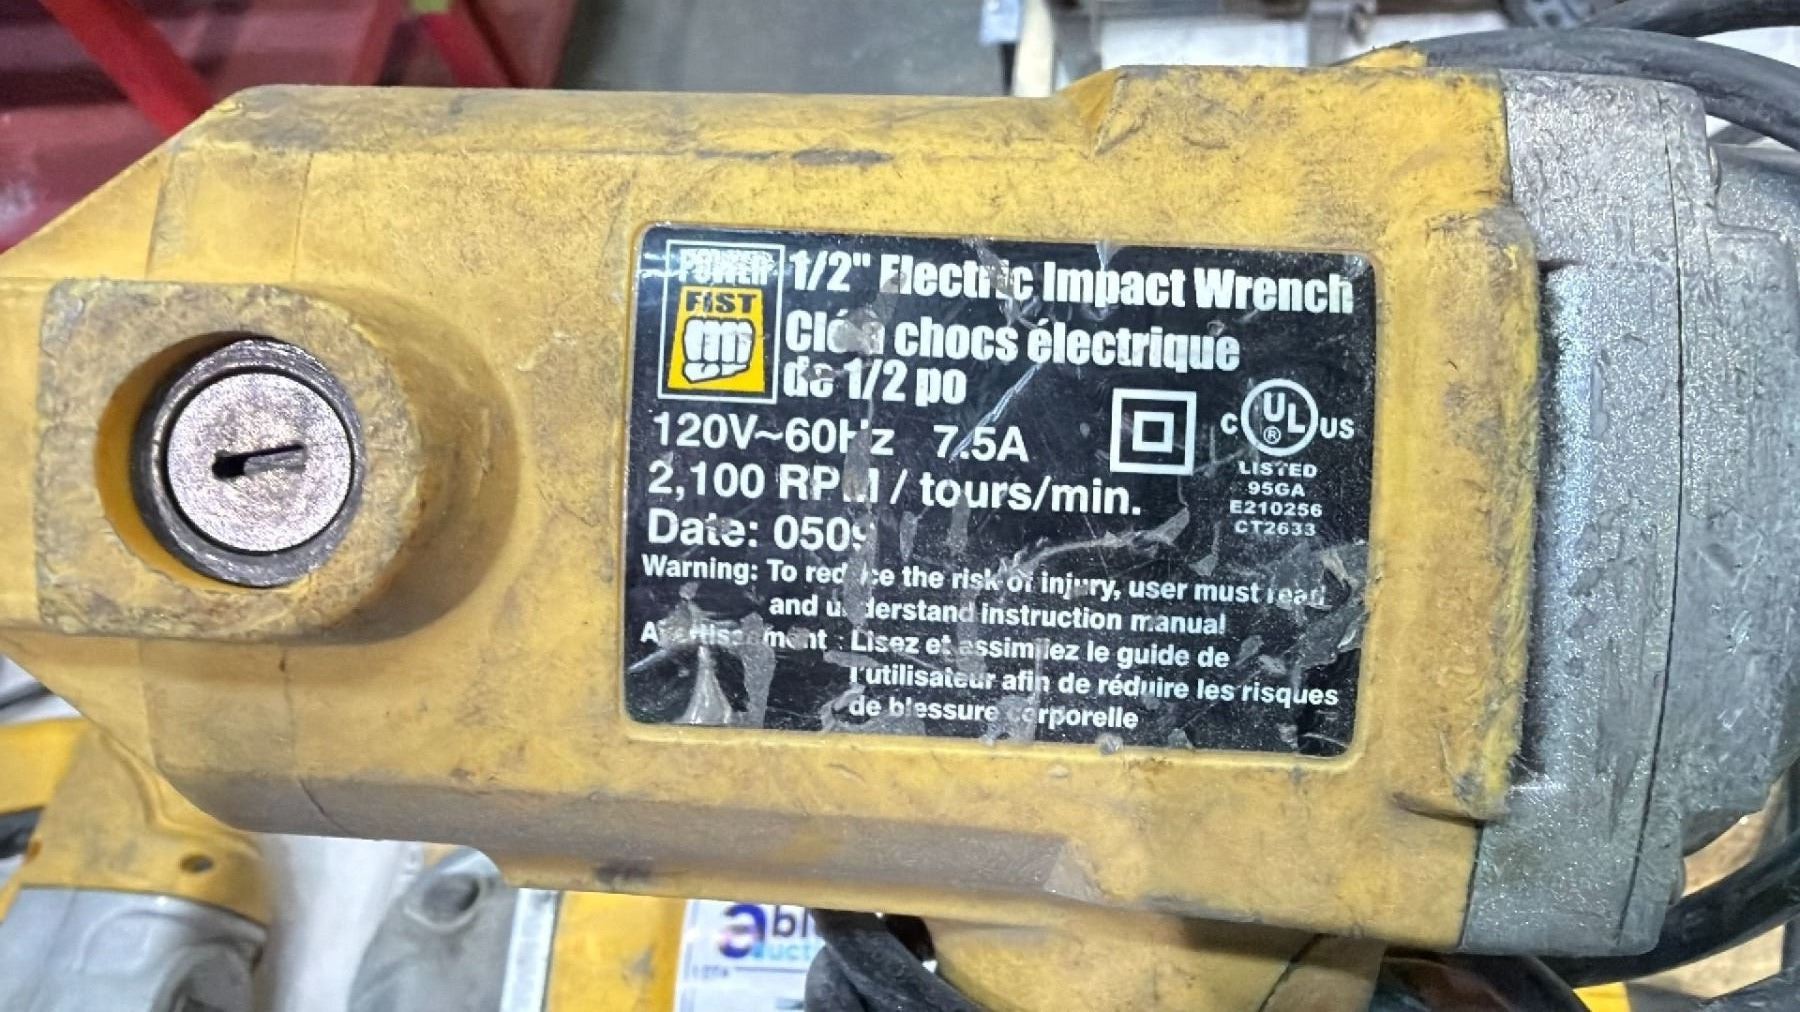 POWER
FIST
1/2" Electric Impact Wrench
Clé à chocs électrique
de 1/2 po
120V~60Hz 7.5A
2,100 RPM / tours/min.
Date:
C UL ® US
LISTED
95GA
E210256
CT2633
Warning: To reduce the risk of injury, user must read
and understand instruction manual
Avertissement : Lisez et assimilez le guide de
l'utilisateur afin de réduire les risques
de blessure corporelle